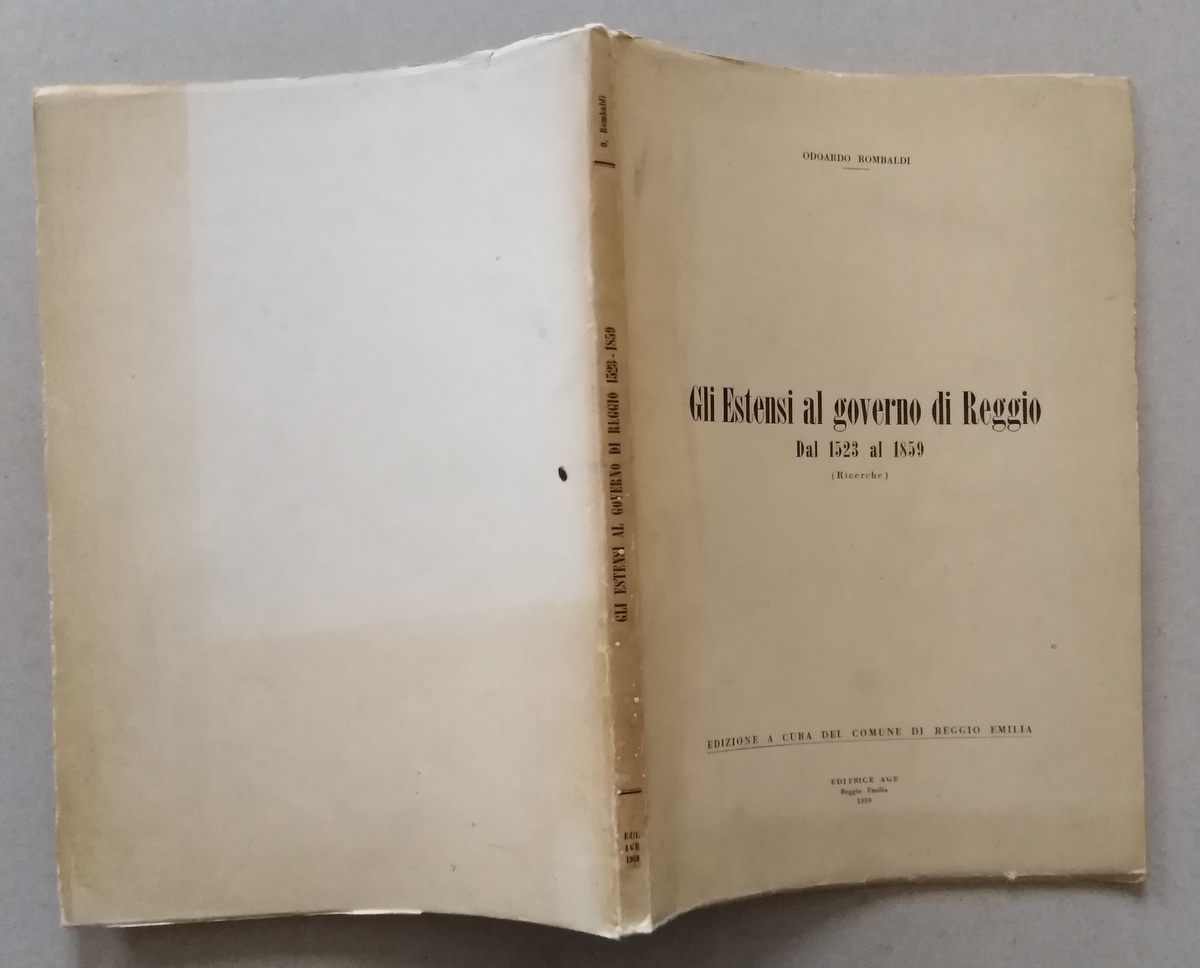 O. Rombaldi
GLI ESTENSI AL GOVERNO DI REGGIO 1523-1859
EDIT.
AGE
ODOARDO ROMBALDI
Gli Estensi al governo di Reggio
Dal 1523 al 1859
(Ricerche)
EDIZIONE A CURA DEL COMUNE DI REGGIO EMILIA
EDITRICE AGE
Reggio Emilia
1959